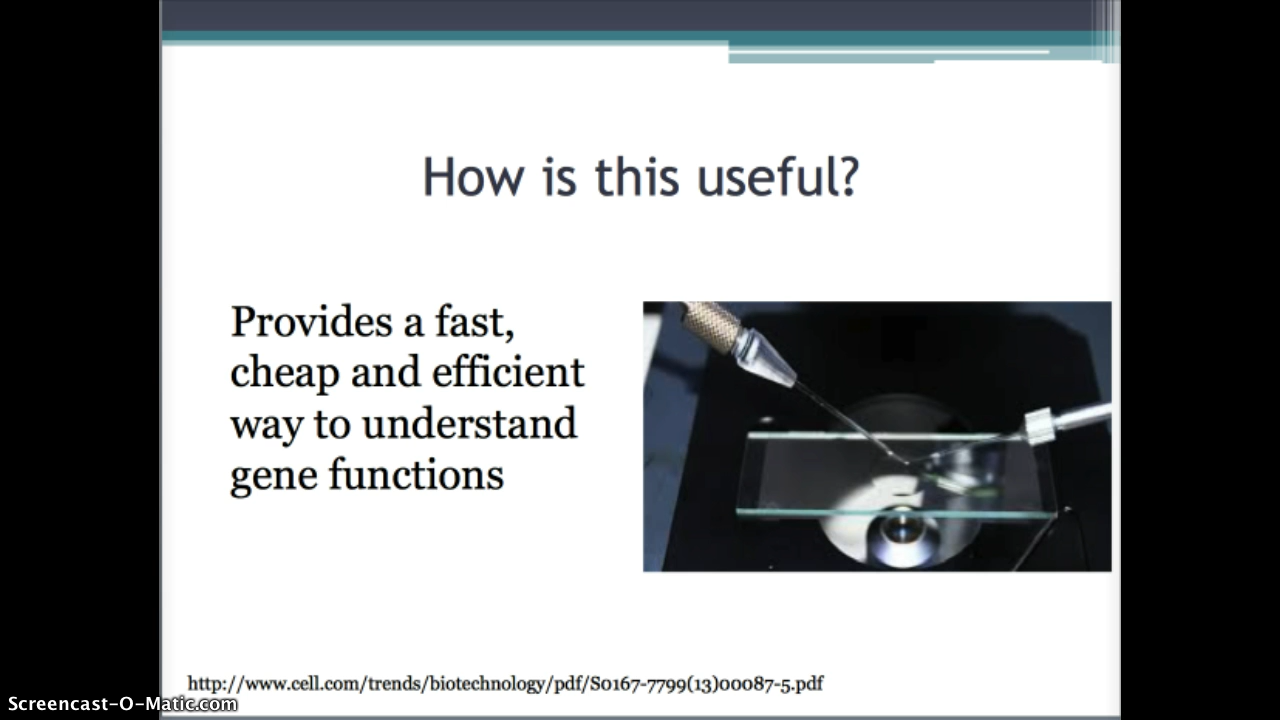 How is this useful?
Provides a fast,
cheap and efficient
way to understand
gene functions
http://www.cell.com/trends/biotechnology/pdf/S0167-7799(13)00087-5.pdf
Screencast-O-Matic.com